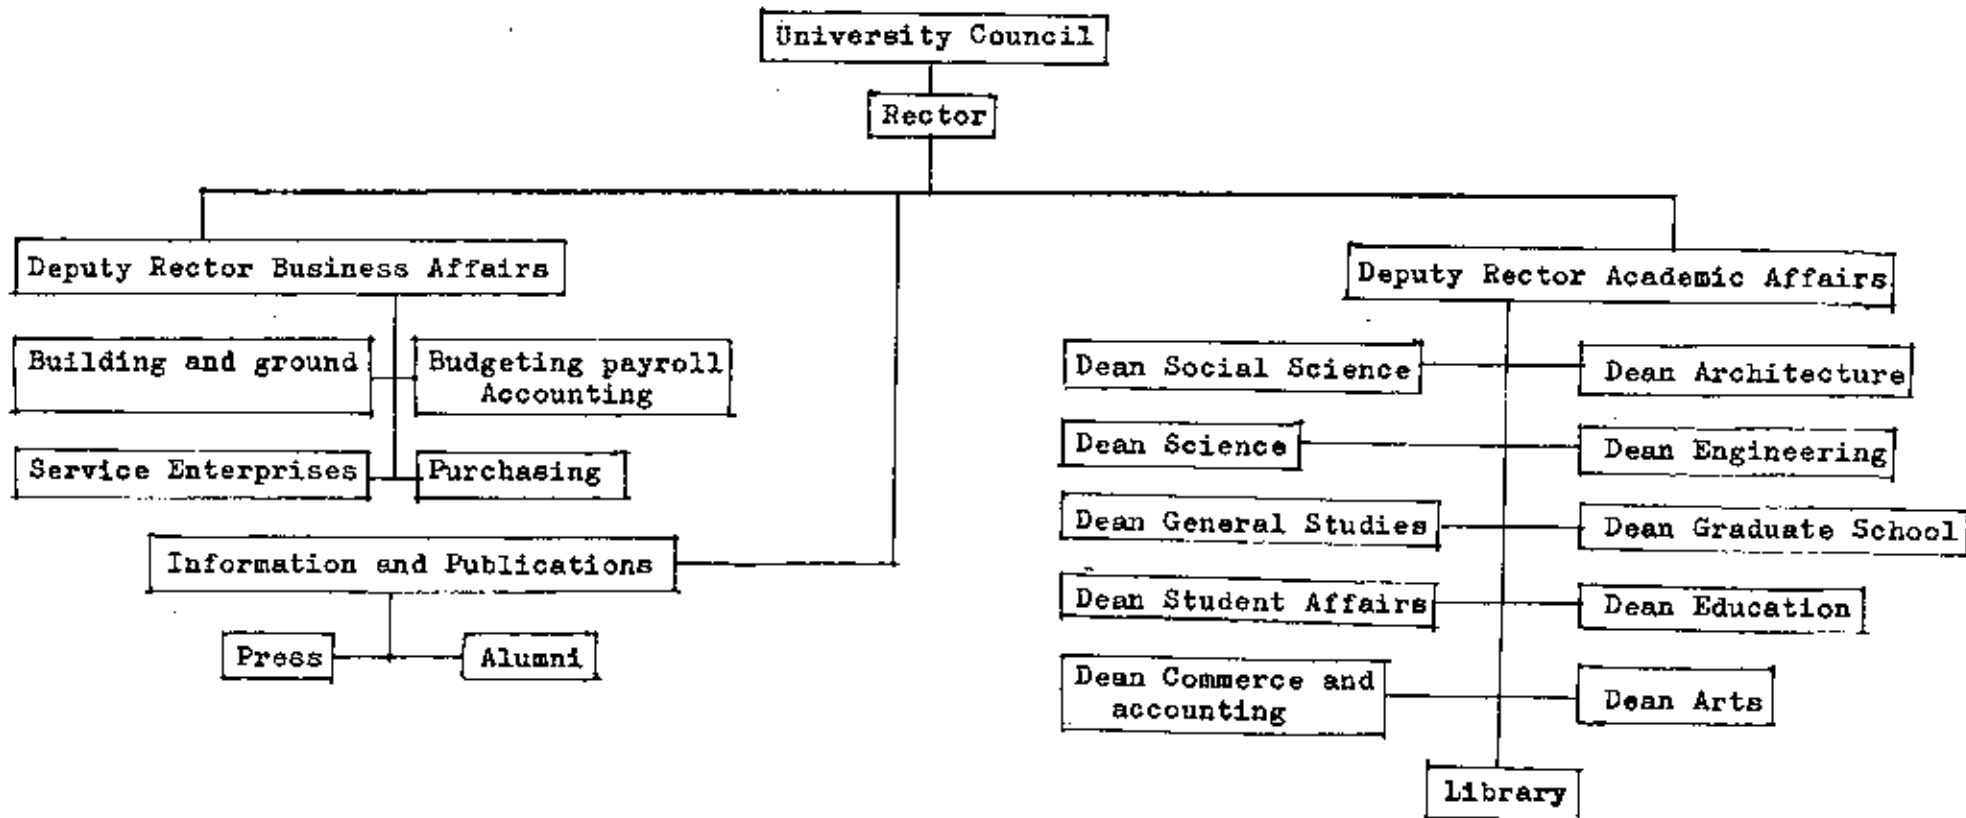 University Council
Rector
Deputy Rector Business Affairs
Deputy Rector Academic Affairs
Building and ground
Budgeting payroll
Accounting
Service Enterprises
Purchasing
Information and Publications
Press
Alumni
Dean Social Science
Dean Architecture
Dean Science
Dean Engineering
Dean General Studies
Dean Graduate School
Dean Student Affairs
Dean Education
Dean Commerce and
accounting
Dean Arts
Library